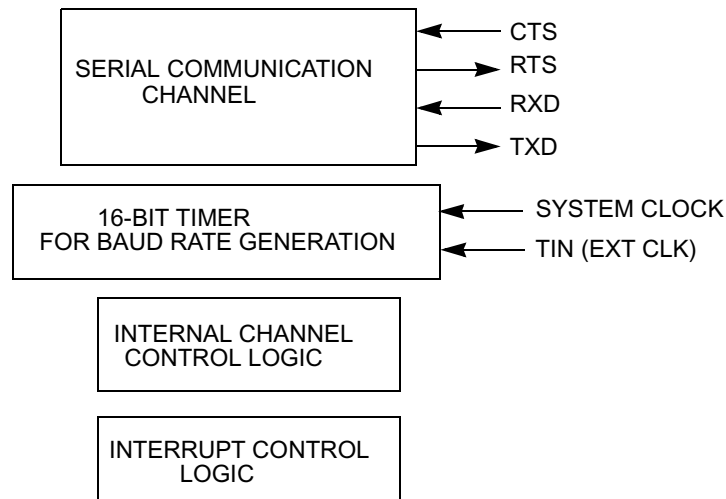 SERIAL COMMUNICATION
CHANNEL
CTS
RTS
RXD
TXD
16-BIT TIMER
FOR BAUD RATE GENERATION
SYSTEM CLOCK
TIN (EXT CLK)
INTERNAL CHANNEL
CONTROL LOGIC
INTERRUPT CONTROL
LOGIC